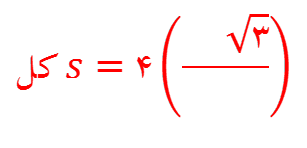 کل s = ۴ (√۳ / )